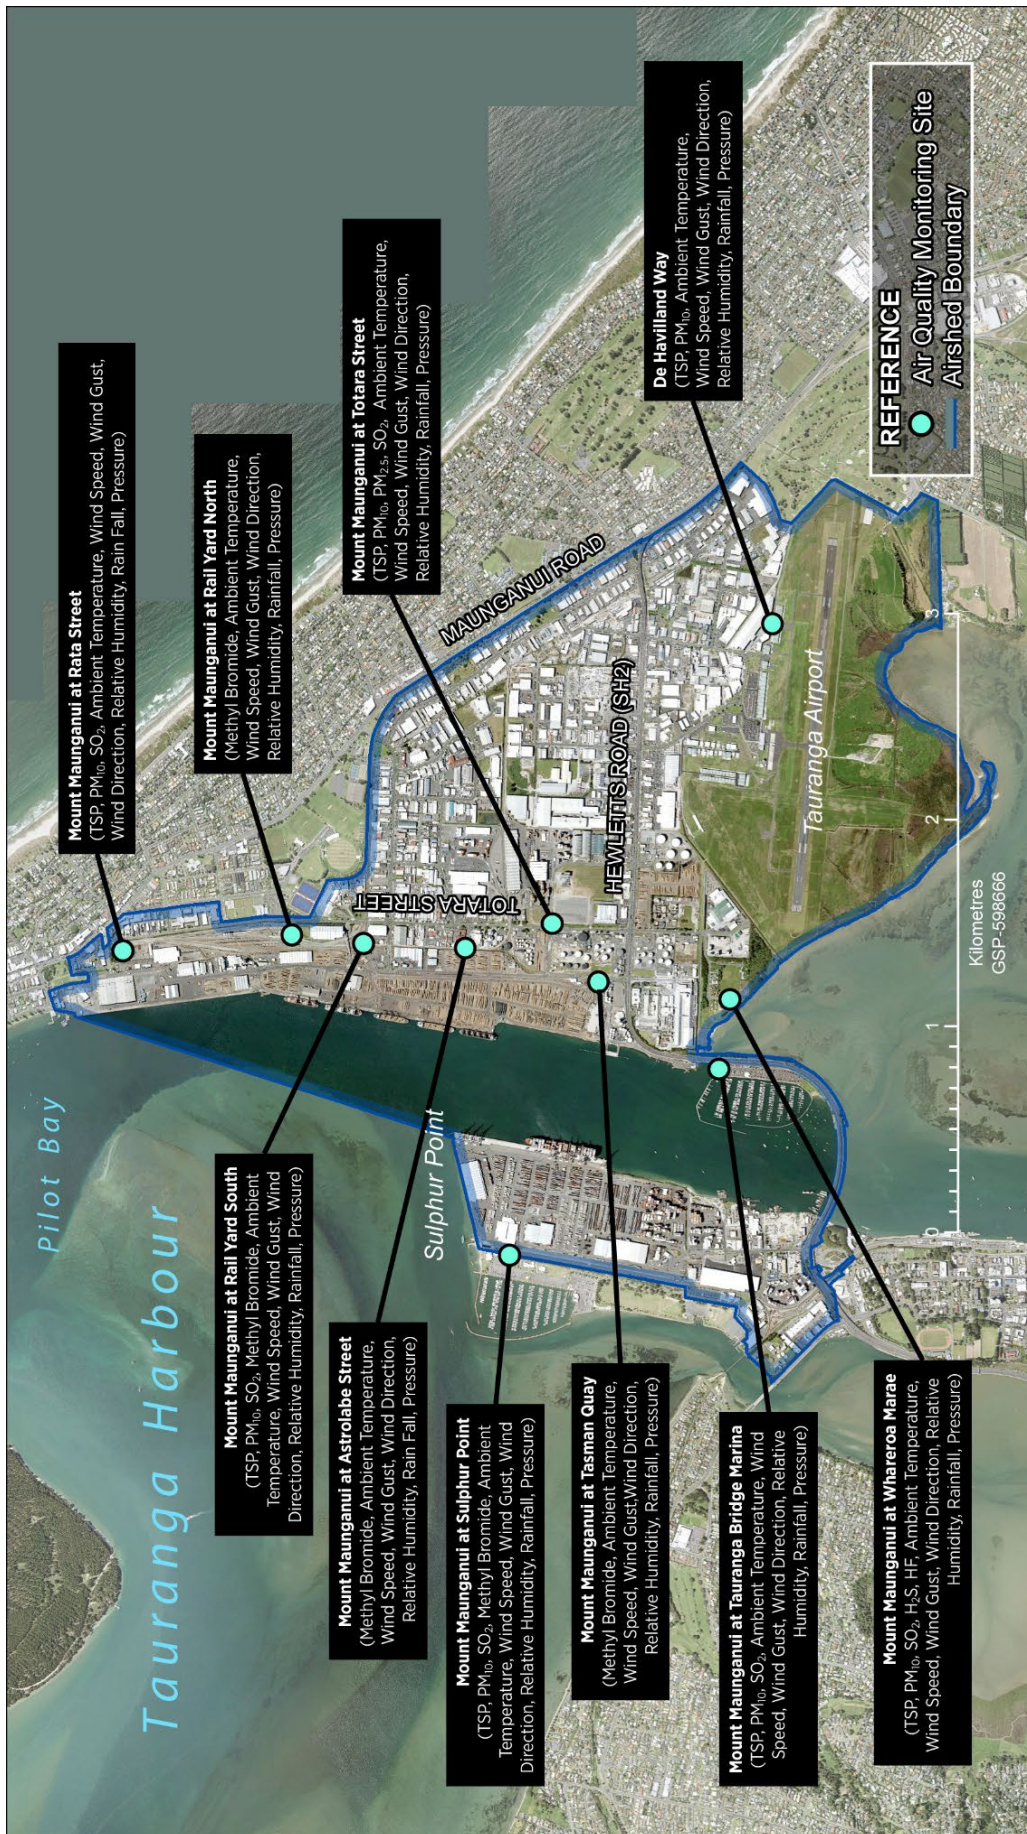 Mount Maunganui at Rata Street
(TSP, PM₁₀, SO₂, Ambient Temperature, Wind Speed, Wind Gust,
Wind Direction, Relative Humidity, Rain Fall, Pressure)
Mount Maunganui at Rail Yard North
(Methyl Bromide, Ambient Temperature,
Wind Speed, Wind Gust, Wind Direction,
Relative Humidity, Rainfall, Pressure)
Mount Maunganui at Totara Street
(TSP, PM₁₀, PM₂.₅, SO₂, Ambient Temperature,
Wind Speed, Wind Gust, Wind Direction,
Relative Humidity, Rainfall, Pressure)
De Havilland Way
(TSP, PM₁₀, Ambient Temperature,
Wind Speed, Wind Gust, Wind Direction,
Relative Humidity, Rainfall, Pressure)
Pilot Bay
Tauranga Harbour
Sulphur Point
TOTARA STREET
MAUNGANUI ROAD
HEWLETTS ROAD (SH2)
Tauranga Airport
Mount Maunganui at Rail Yard South
(TSP, PM₁₀, SO₂, Methyl Bromide, Ambient
Temperature, Wind Speed, Wind Gust, Wind
Direction, Relative Humidity, Rainfall, Pressure)
Mount Maunganui at Astrolabe Street
(Methyl Bromide, Ambient Temperature,
Wind Speed, Wind Gust, Wind Direction,
Relative Humidity, Rain Fall, Pressure)
Mount Maunganui at Sulphur Point
(TSP, PM₁₀, SO₂, Methyl Bromide, Ambient
Temperature, Wind Speed, Wind Gust, Wind
Direction, Relative Humidity, Rainfall, Pressure)
Mount Maunganui at Tasman Quay
(Methyl Bromide, Ambient Temperature,
Wind Speed, Wind Gust,Wind Direction,
Relative Humidity, Rainfall, Pressure)
Mount Maunganui at Tauranga Bridge Marina
(TSP, PM₁₀, SO₂, Ambient Temperature, Wind
Speed, Wind Gust, Wind Direction, Relative
Humidity, Rainfall, Pressure)
Mount Manganui at Whareroa Marae
(TSP, PM₁₀, SO₂, H₂S, HF, Ambient Temperature,
Wind Speed, Wind Gust, Wind Direction, Relative
Humidity, Rainfall, Pressure)
REFERENCE
Air Quality Monitoring Site
Airshed Boundary
0 1 2 3
Kilometres
GSP-598666